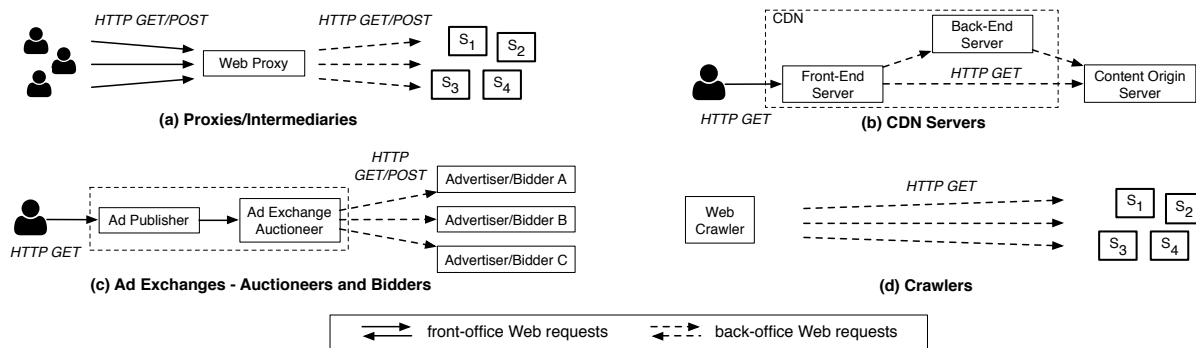 HTTP GET/POST
HTTP GET/POST
Web Proxy
S1
S2
S3
S4
(a) Proxies/Intermediaries
CDN
Back-End
Server
Front-End
Server
HTTP GET
Content Origin
Server
HTTP GET
(b) CDN Servers
HTTP
GET/POST
Ad Publisher
Ad Exchange
Auctioneer
Advertiser/Bidder A
Advertiser/Bidder B
Advertiser/Bidder C
HTTP GET
(c) Ad Exchanges - Auctioneers and Bidders
HTTP GET
Web
Crawler
S1
S2
S3
S4
(d) Crawlers
front-office Web requests
back-office Web requests